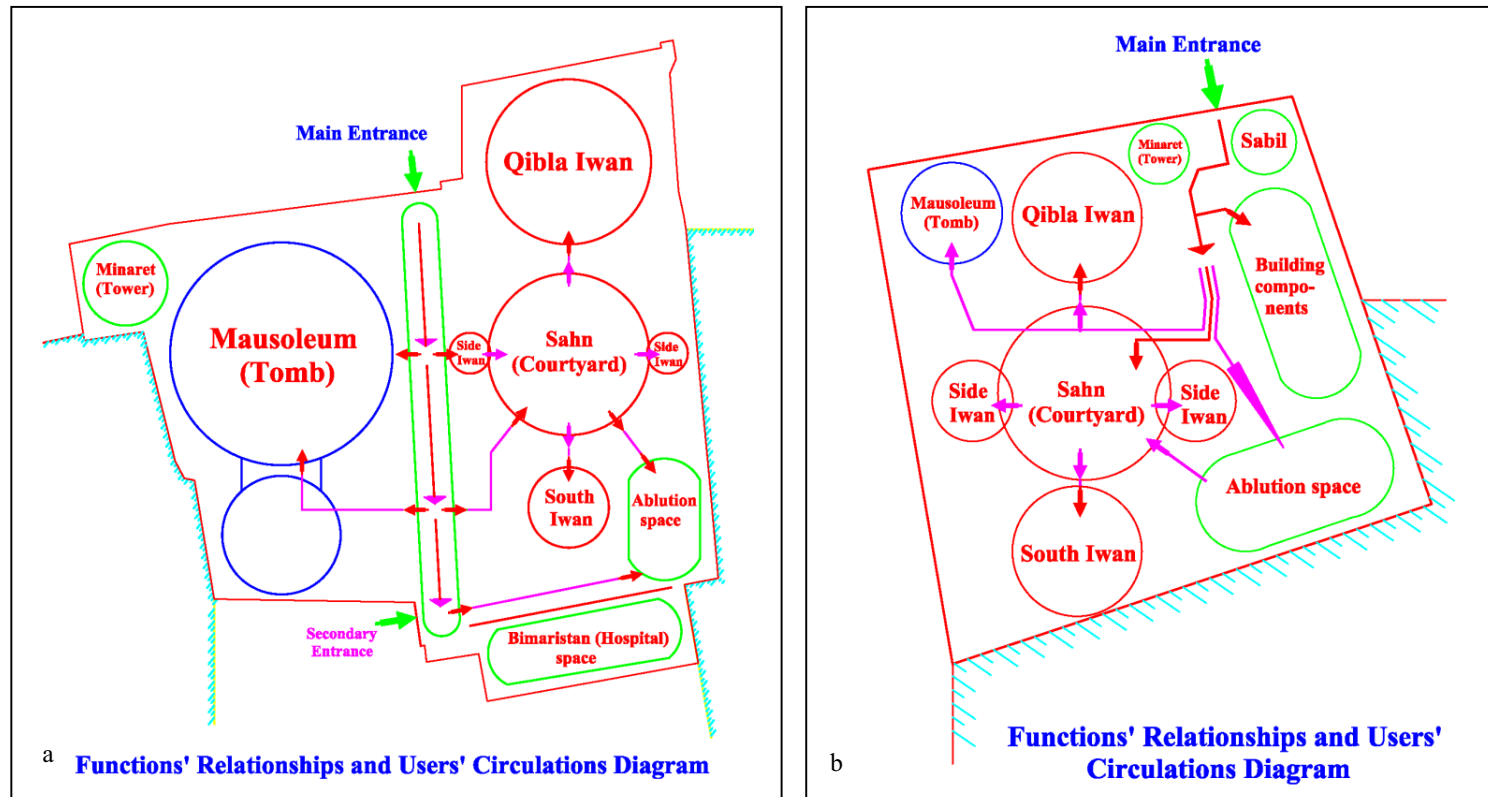 Main Entrance
Qibla Iwan
Minaret
(Tower)
Mausoleum
(Tomb)
Side
Iwan
Sahn
(Courtyard)
Side
Iwan
South
Iwan
Ablution
space
Secondary
Entrance
Bimaristan (Hospital)
space
a
Functions' Relationships and Users' Circulations Diagram
Main Entrance
Minaret
(Tower)
Sabil
Mausoleum
(Tomb)
Qibla Iwan
Building
compo-
nents
Side
Iwan
Sahn
(Courtyard)
Side
Iwan
Ablution space
South Iwan
b
Functions' Relationships and Users'
Circulations Diagram